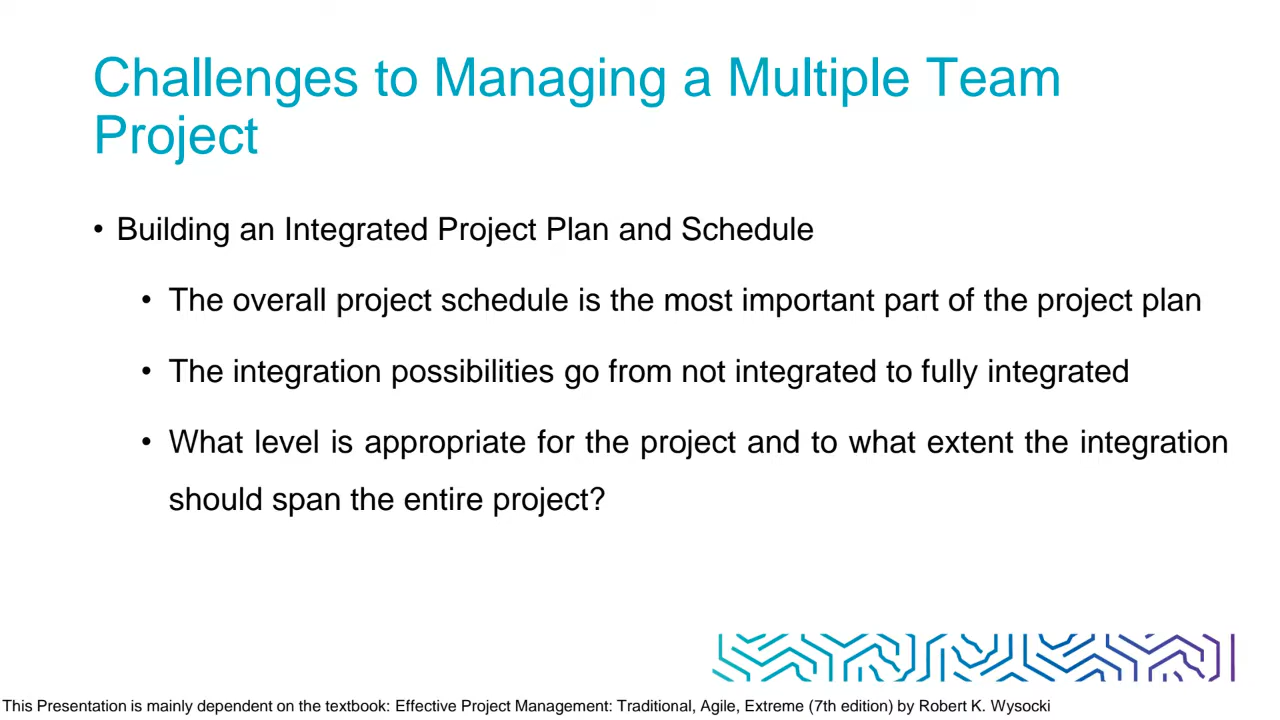 Challenges to Managing a Multiple Team
Project
• Building an Integrated Project Plan and Schedule
• The overall project schedule is the most important part of the project plan
• The integration possibilities go from not integrated to fully integrated
• What level is appropriate for the project and to what extent the integration
should span the entire project?
This Presentation is mainly dependent on the textbook: Effective Project Management: Traditional, Agile, Extreme (7th edition) by Robert K. Wysocki